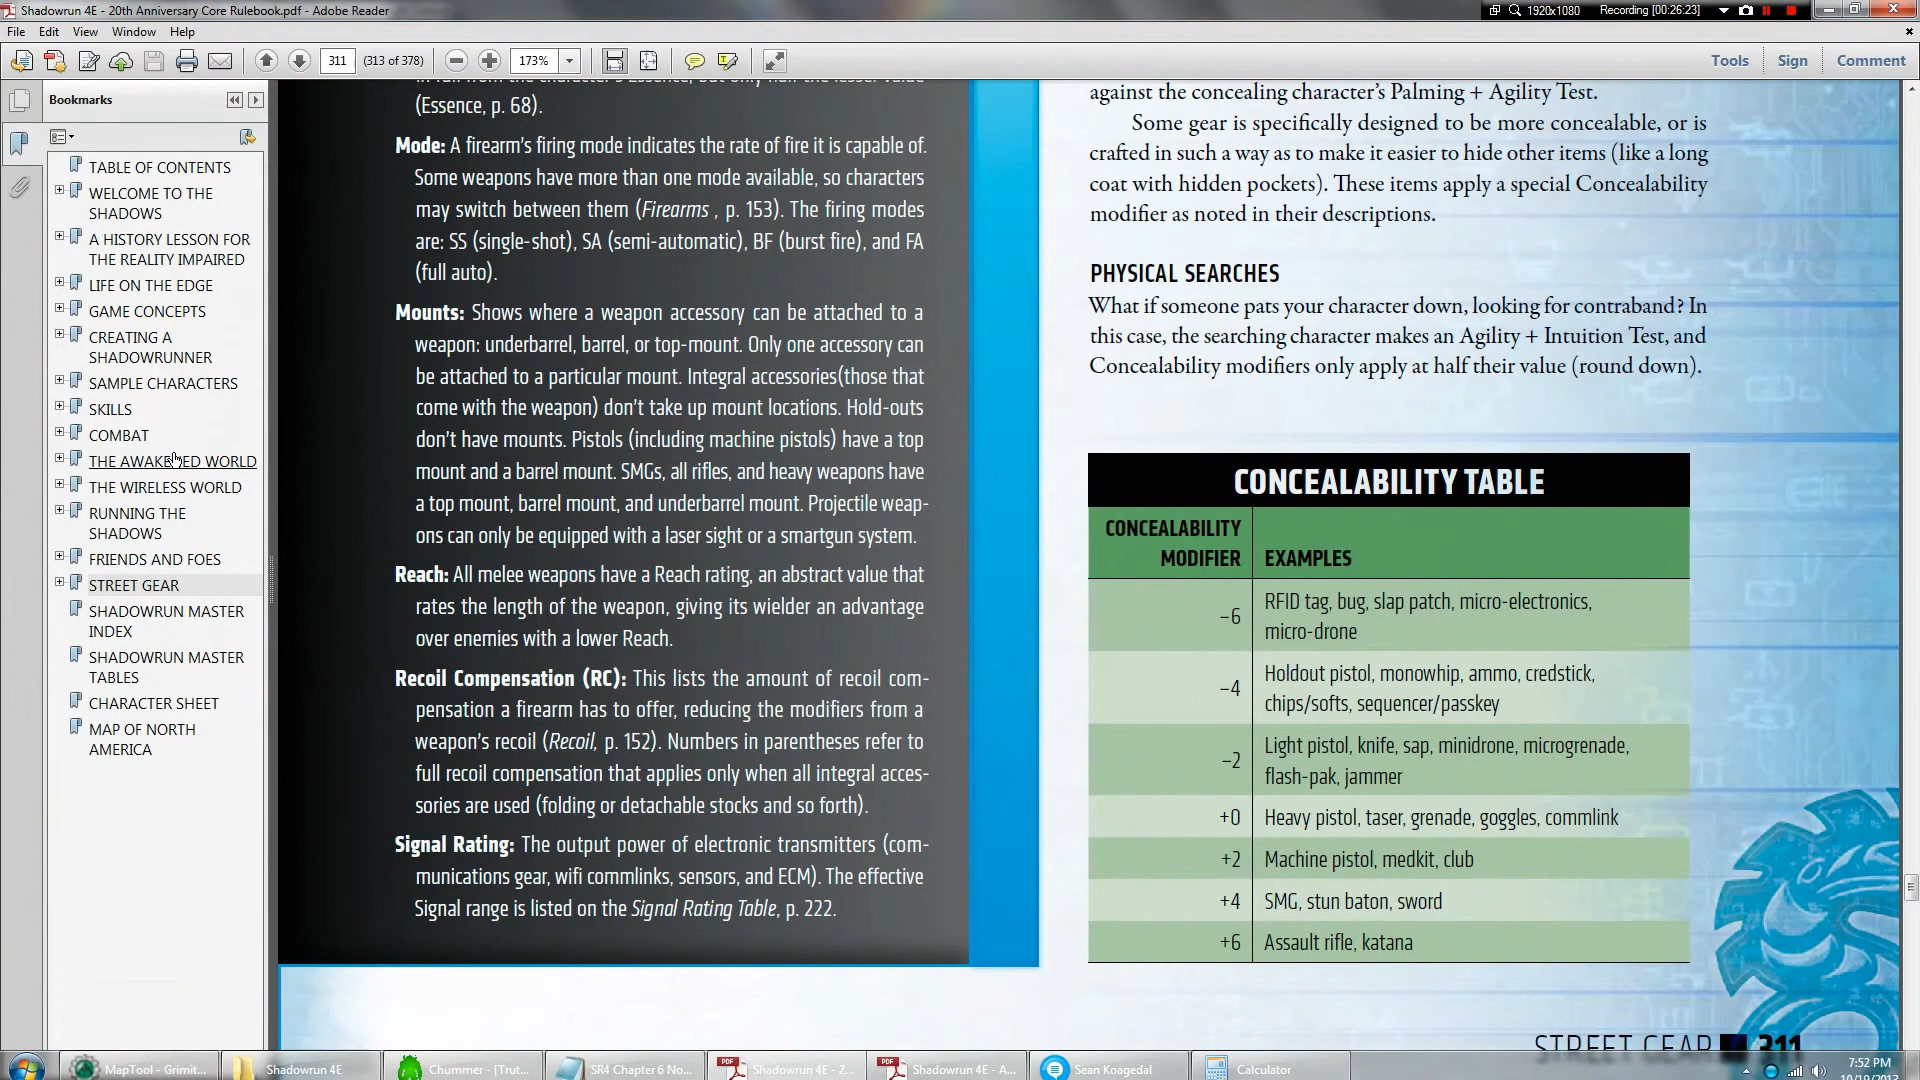 Shadowrun 4E - 20th Anniversary Core Rulebook.pdf - Adobe Reader
1920x1080
Recording [00:26:23]
File Edit View Window Help
311 (313 of 378) 173%
Tools Sign Comment
Bookmarks
TABLE OF CONTENTS
WELCOME TO THE
SHADOWS
A HISTORY LESSON FOR
THE REALITY IMPAIRED
LIFE ON THE EDGE
GAME CONCEPTS
CREATING A
SHADOWRUNNER
SAMPLE CHARACTERS
SKILLS
COMBAT
THE AWAKENED WORLD
THE WIRELESS WORLD
RUNNING THE
SHADOWS
FRIENDS AND FOES
STREET GEAR
SHADOWRUN MASTER
INDEX
SHADOWRUN MASTER
TABLES
CHARACTER SHEET
MAP OF NORTH
AMERICA
(Essence, p. 68).
Mode: A firearm's firing mode indicates the rate of fire it is capable of.
Some weapons have more than one mode available, so characters
may switch between them (Firearms , p. 153). The firing modes
are: SS (single-shot), SA (semi-automatic), BF (burst fire), and FA
(full auto).
Mounts: Shows where a weapon accessory can be attached to a
weapon: underbarrel, barrel, or top-mount. Only one accessory can
be attached to a particular mount. Integral accessories(those that
come with the weapon) don't take up mount locations. Hold-outs
don't have mounts. Pistols (including machine pistols) have a top
mount and a barrel mount. SMGs, all rifles, and heavy weapons have
a top mount, barrel mount, and underbarrel mount. Projectile weap-
ons can only be equipped with a laser sight or a smartgun system.
Reach: All melee weapons have a Reach rating, an abstract value that
rates the length of the weapon, giving its wielder an advantage
over enemies with a lower Reach.
Recoil Compensation (RC): This lists the amount of recoil com-
pensation a firearm has to offer, reducing the modifiers from a
weapon's recoil (Recoil, p. 152). Numbers in parentheses refer to
full recoil compensation that applies only when all integral acces-
sories are used (folding or detachable stocks and so forth).
Signal Rating: The output power of electronic transmitters (com-
munications gear, wifi commlinks, sensors, and ECM). The effective
Signal range is listed on the Signal Rating Table, p. 222.
against the concealing character's Palming + Agility Test.
Some gear is specifically designed to be more concealable, or is
crafted in such a way as to make it easier to hide other items (like a long
coat with hidden pockets). These items apply a special Concealability
modifier as noted in their descriptions.
PHYSICAL SEARCHES
What if someone pats your character down, looking for contraband? In
this case, the searching character makes an Agility + Intuition Test, and
Concealability modifiers only apply at half their value (round down).
CONCEALABILITY TABLE
CONCEALABILITY
MODIFIER EXAMPLES
–6 RFID tag, bug, slap patch, micro-electronics,
micro-drone
–4 Holdout pistol, monowhip, ammo, credstick,
chips/softs, sequencer/passkey
–2 Light pistol, knife, sap, minidrone, microgrenade,
flash-pak, jammer
+0 Heavy pistol, taser, grenade, goggles, commlink
+2 Machine pistol, medkit, club
+4 SMG, stun baton, sword
+6 Assault rifle, katana
STREET GEAR 311
MapTool - Grimit...
Shadowrun 4E
Chummer - [Trut...
SR4 Chapter 6 No...
Shadowrun 4E - 2...
Shadowrun 4E - A...
Sean Koagedal
Calculator
7:52 PM
10/19/2013